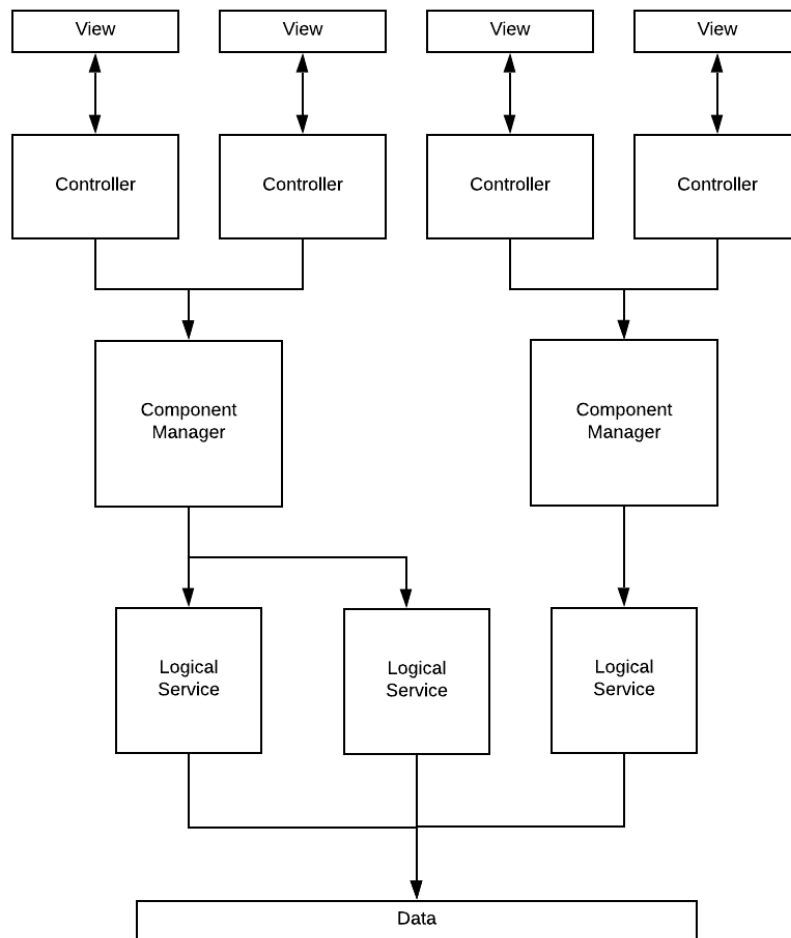 View
View
View
View
Controller
Controller
Controller
Controller
Component
Manager
Component
Manager
Logical
Service
Logical
Service
Logical
Service
Data